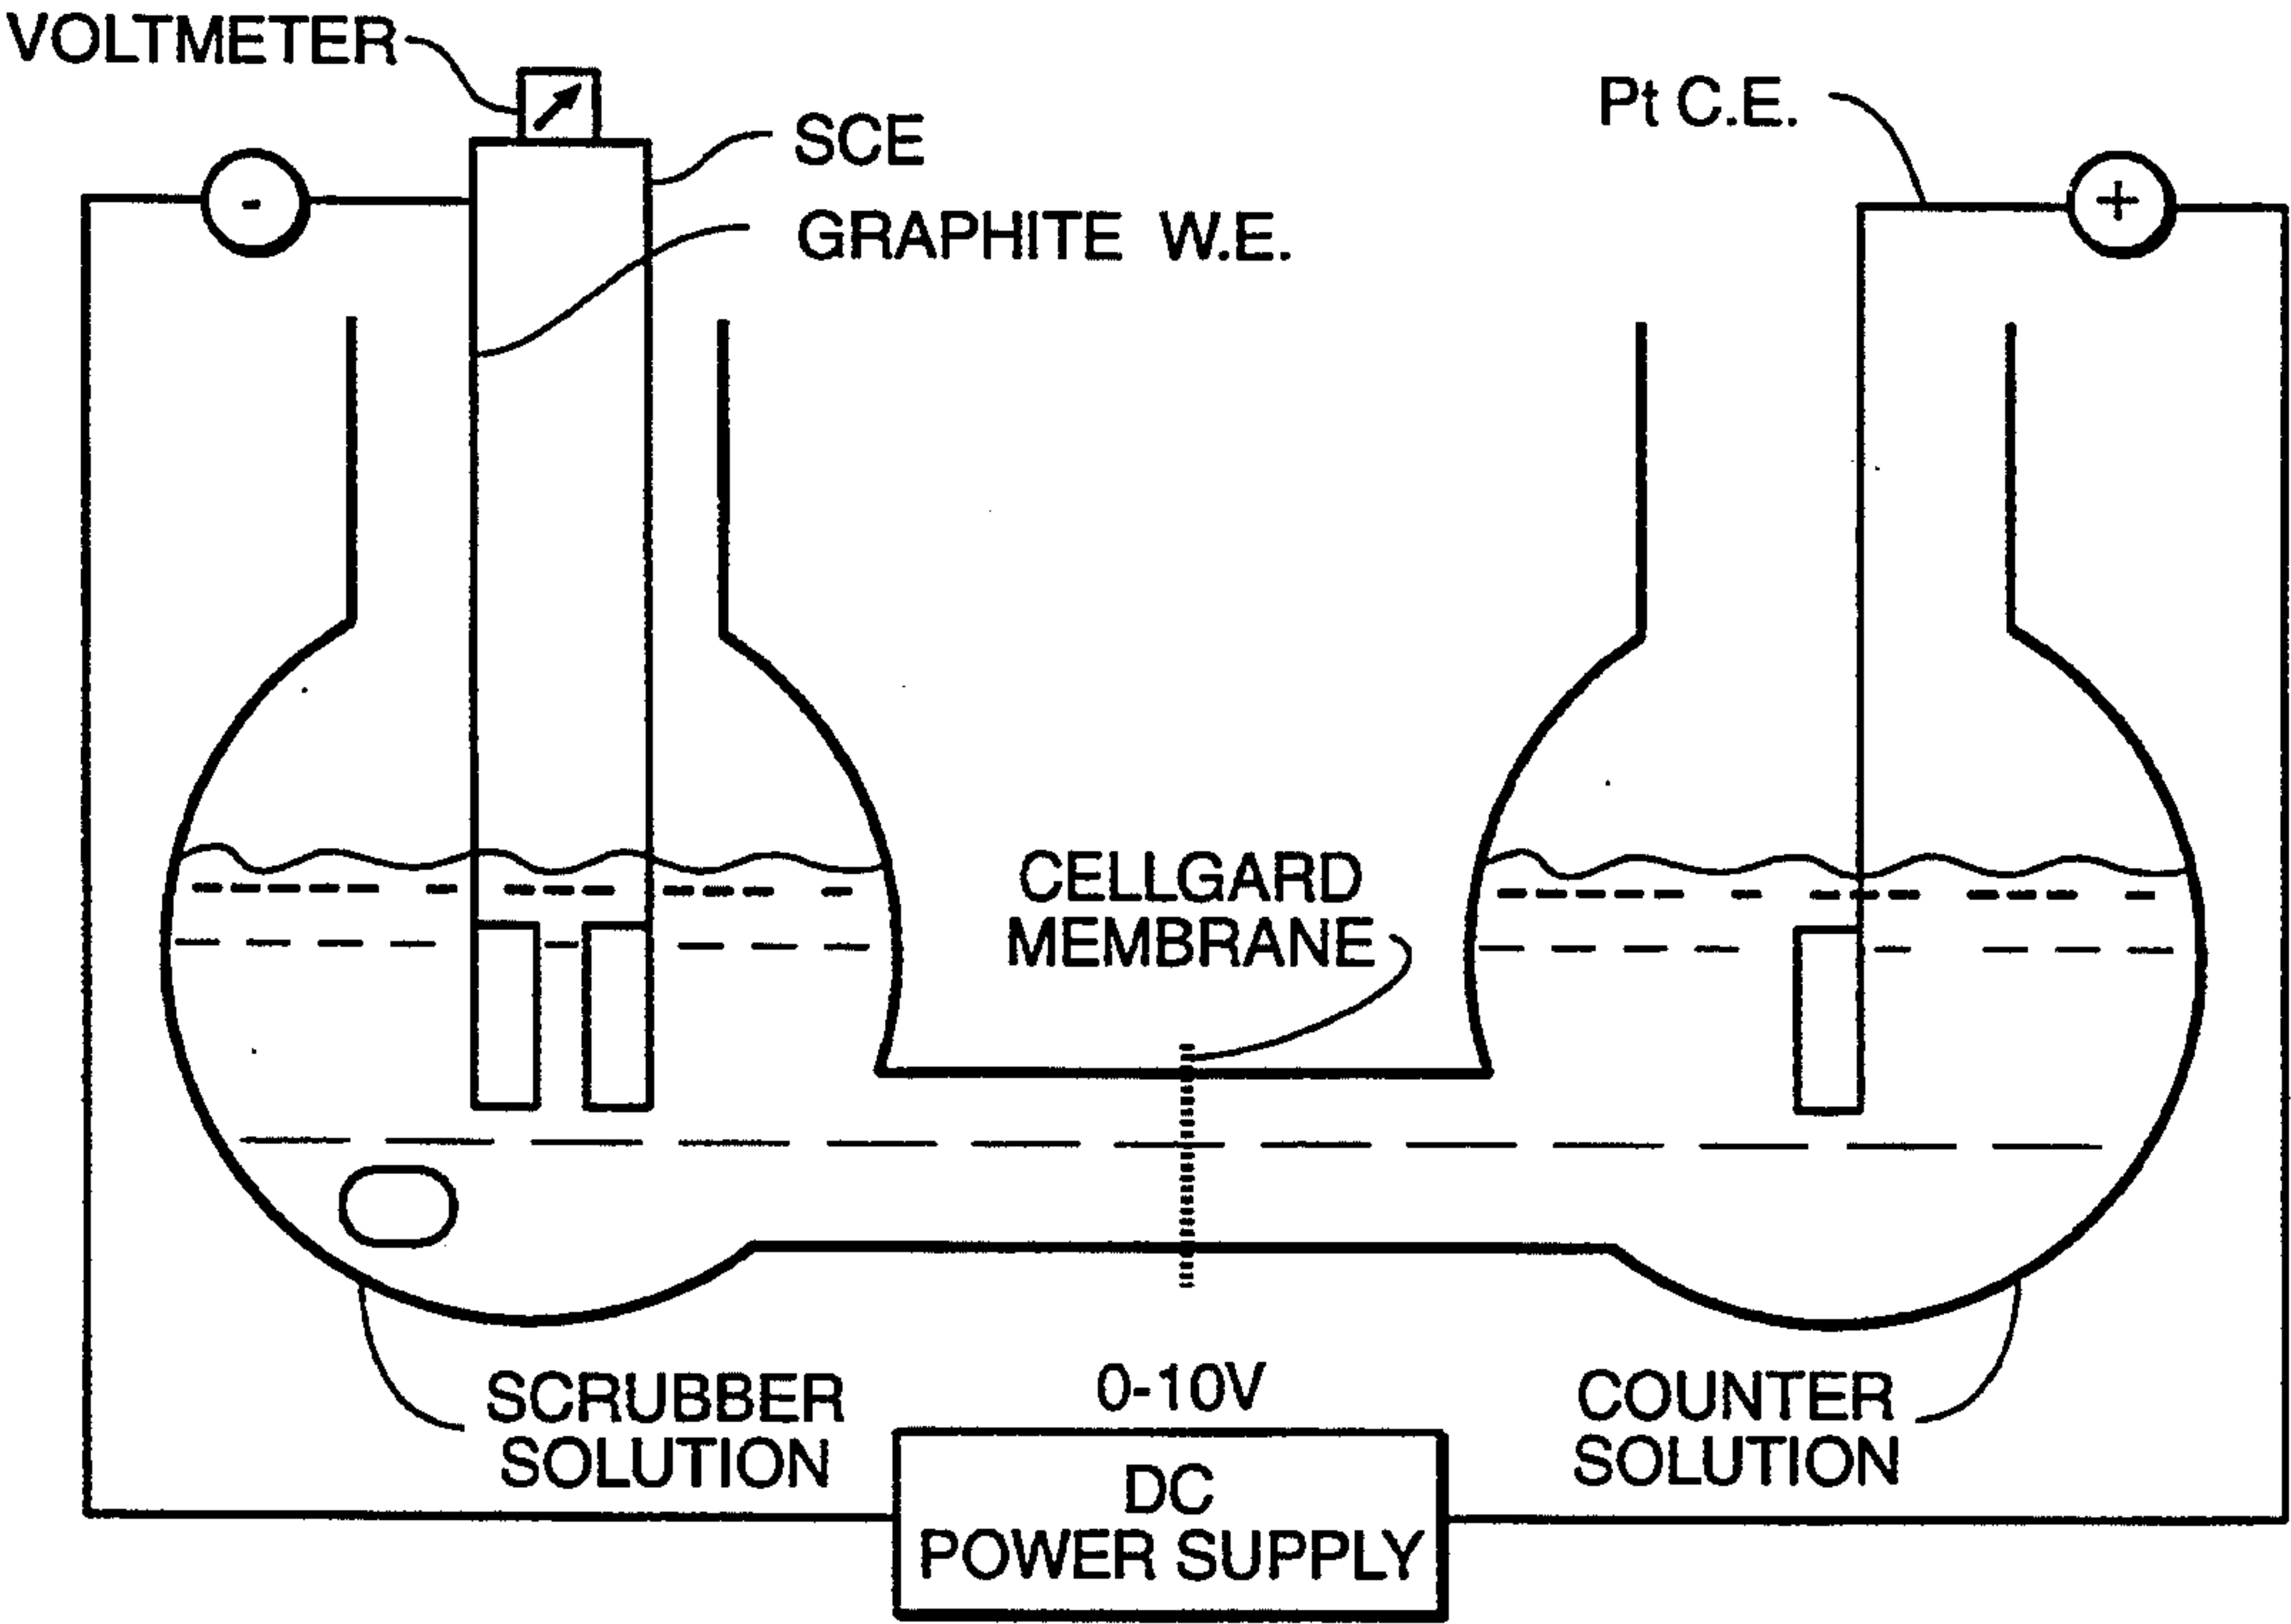 VOLTMETER
SCE
GRAPHITE W.E.
Pt C.E.
-
+
CELLGARD
MEMBRANE
SCRUBBER
SOLUTION
0-10V
DC
POWER SUPPLY
COUNTER
SOLUTION